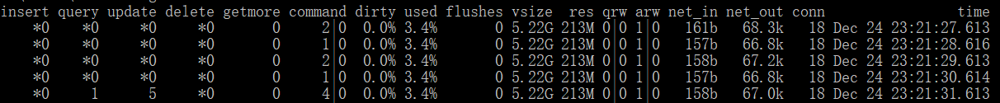 insert query update delete getmore command dirty used flushes vsize res qrw arw net_in net_out conn time
*0 *0 *0 *0 0 2|0 0.0% 3.4% 0 5.22G 213M 0|0 1|0 161b 68.3k 18 Dec 24 23:21:27.613
*0 *0 *0 *0 0 1|0 0.0% 3.4% 0 5.22G 213M 0|0 1|0 157b 66.8k 18 Dec 24 23:21:28.616
*0 *0 *0 *0 0 2|0 0.0% 3.4% 0 5.22G 213M 0|0 1|0 158b 67.2k 18 Dec 24 23:21:29.613
*0 *0 *0 *0 0 1|0 0.0% 3.4% 0 5.22G 213M 0|0 1|0 157b 66.8k 18 Dec 24 23:21:30.614
*0 1 5 *0 0 4|0 0.0% 3.4% 0 5.22G 213M 0|0 1|0 158b 67.0k 18 Dec 24 23:21:31.613